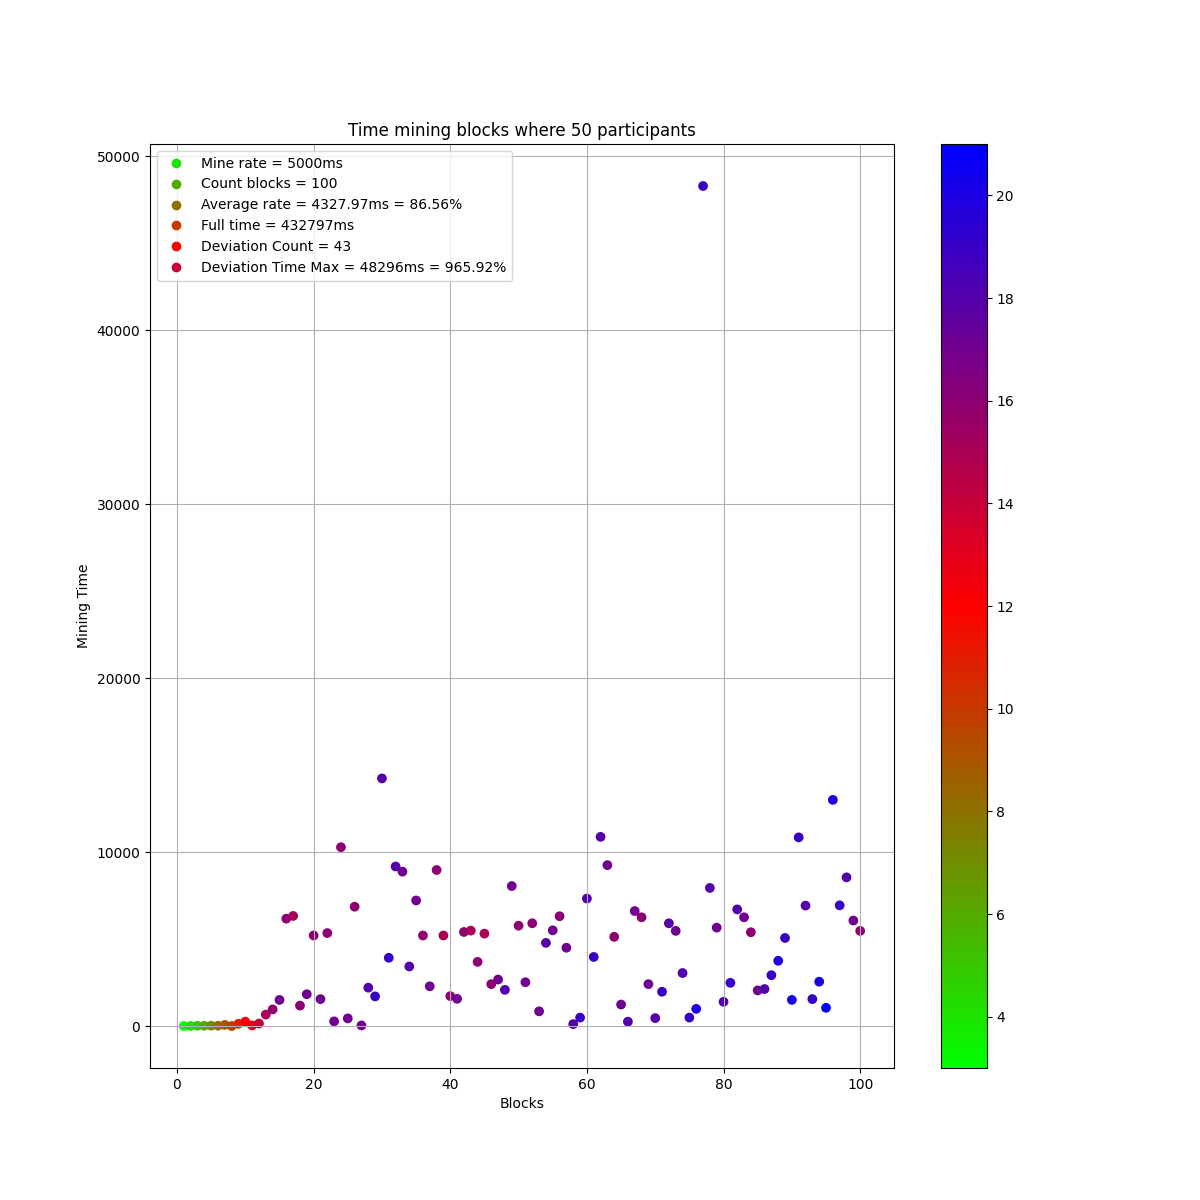 Time mining blocks where 50 participants
Mine rate = 5000ms
Count blocks = 100
Average rate = 4327.97ms = 86.56%
Full time = 432797ms
Deviation Count = 43
Deviation Time Max = 48296ms = 965.92%
50000
40000
30000
20000
10000
0
Mining Time
0 20 40 60 80 100
Blocks
20
18
16
14
12
10
8
6
4